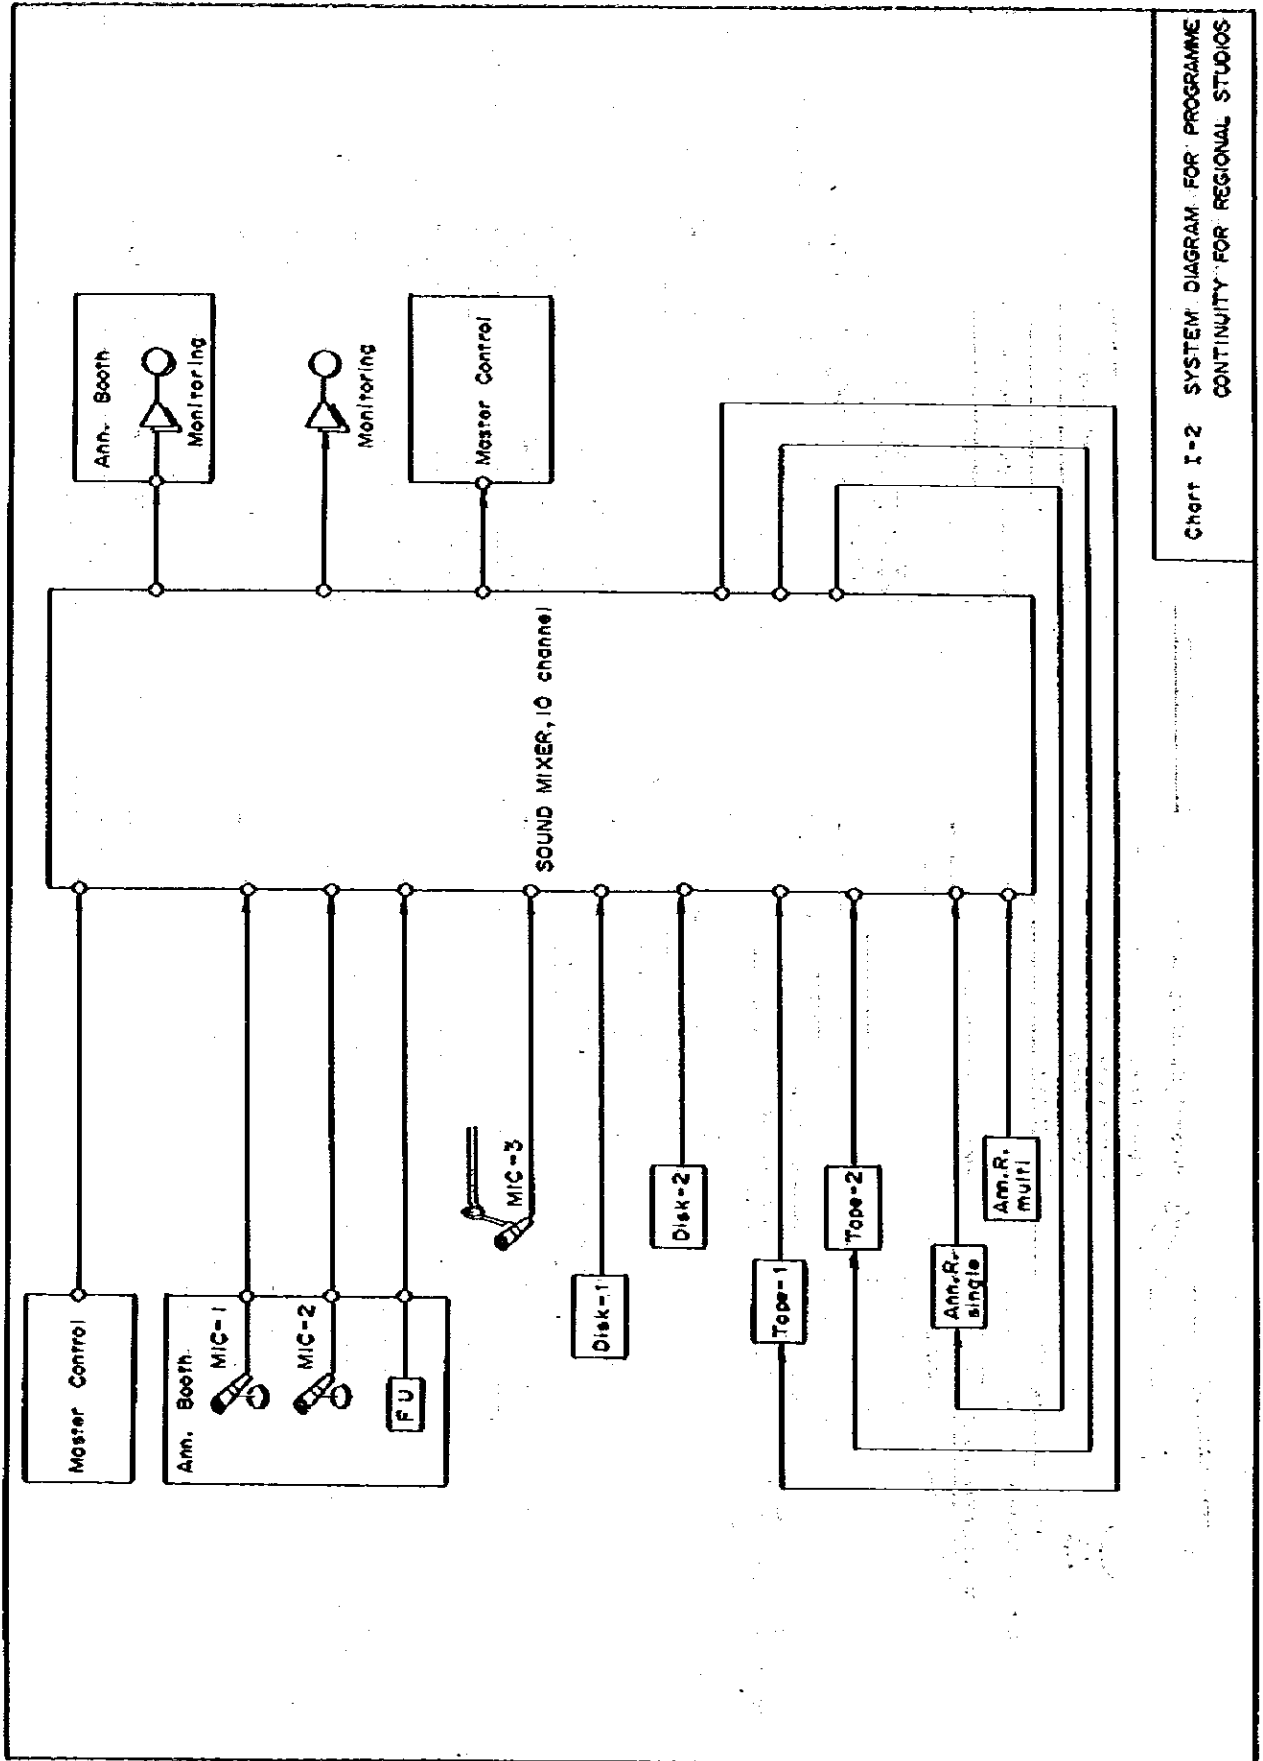 Master Control
Ann. Booth
MIC-1
MIC-2
FU
MIC-3
Disk-1
Disk-2
Tape-1
Tape-2
Ann.R.
single
Ann.R.
multi
SOUND MIXER, 10 channel
Ann. Booth
Monitoring
Monitoring
Master Control
Chart I-2 SYSTEM DIAGRAM FOR PROGRAMME
CONTINUITY FOR REGIONAL STUDIOS